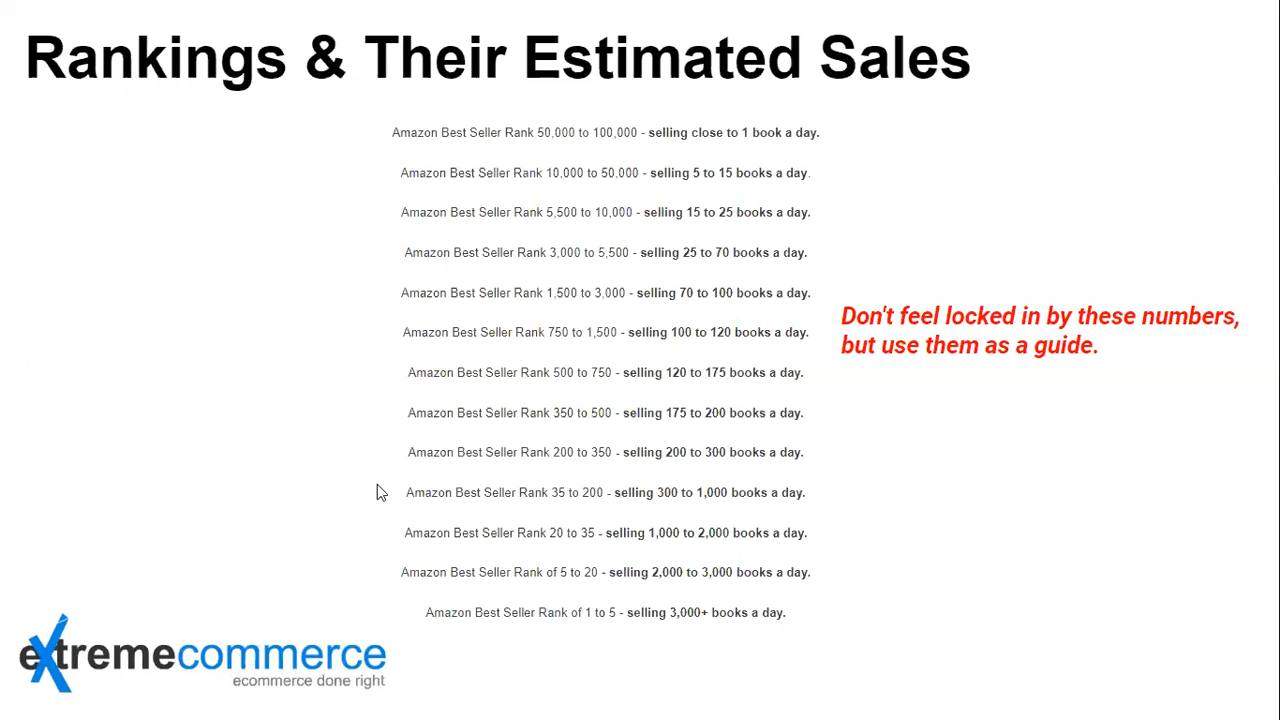 Rankings & Their Estimated Sales
Amazon Best Seller Rank 50,000 to 100,000 - selling close to 1 book a day.
Amazon Best Seller Rank 10,000 to 50,000 - selling 5 to 15 books a day.
Amazon Best Seller Rank 5,500 to 10,000 - selling 15 to 25 books a day.
Amazon Best Seller Rank 3,000 to 5,500 - selling 25 to 70 books a day.
Amazon Best Seller Rank 1,500 to 3,000 - selling 70 to 100 books a day.
Amazon Best Seller Rank 750 to 1,500 - selling 100 to 120 books a day.
Amazon Best Seller Rank 500 to 750 - selling 120 to 175 books a day.
Amazon Best Seller Rank 350 to 500 - selling 175 to 200 books a day.
Amazon Best Seller Rank 200 to 350 - selling 200 to 300 books a day.
Amazon Best Seller Rank 35 to 200 - selling 300 to 1,000 books a day.
Amazon Best Seller Rank 20 to 35 - selling 1,000 to 2,000 books a day.
Amazon Best Seller Rank of 5 to 20 - selling 2,000 to 3,000 books a day.
Amazon Best Seller Rank of 1 to 5 - selling 3,000+ books a day.
Don't feel locked in by these numbers,
but use them as a guide.
extremecommerce
ecommerce done right